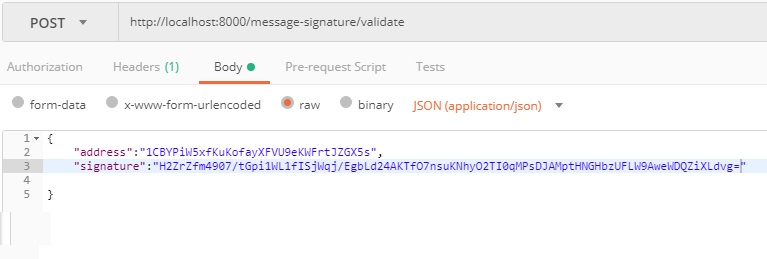 POST http://localhost:8000/message-signature/validate
Authorization Headers (1) Body Pre-request Script Tests
form-data x-www-form-urlencoded raw binary JSON (application/json)
1 {
2 "address":"1CBYPiW5xfKuKofayXFVU9eKWFrtJZGX5s",
3 "signature":"H2ZrZfm4907/tGpi1WL1fISjWqj/EgbLd24AKTfO7nsuKNhyO2TI0qMPsDJAMptHNGHbzUFLW9AweWDQZiXLdvg="
4
5 }